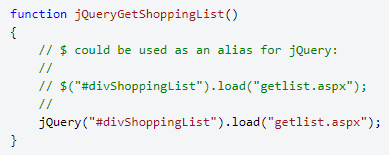 function jQueryGetShoppingList()
{
// $ could be used as an alias for jQuery:
//
// $("#divShoppingList").load("getlist.aspx");
//
jQuery("#divShoppingList").load("getlist.aspx");
}